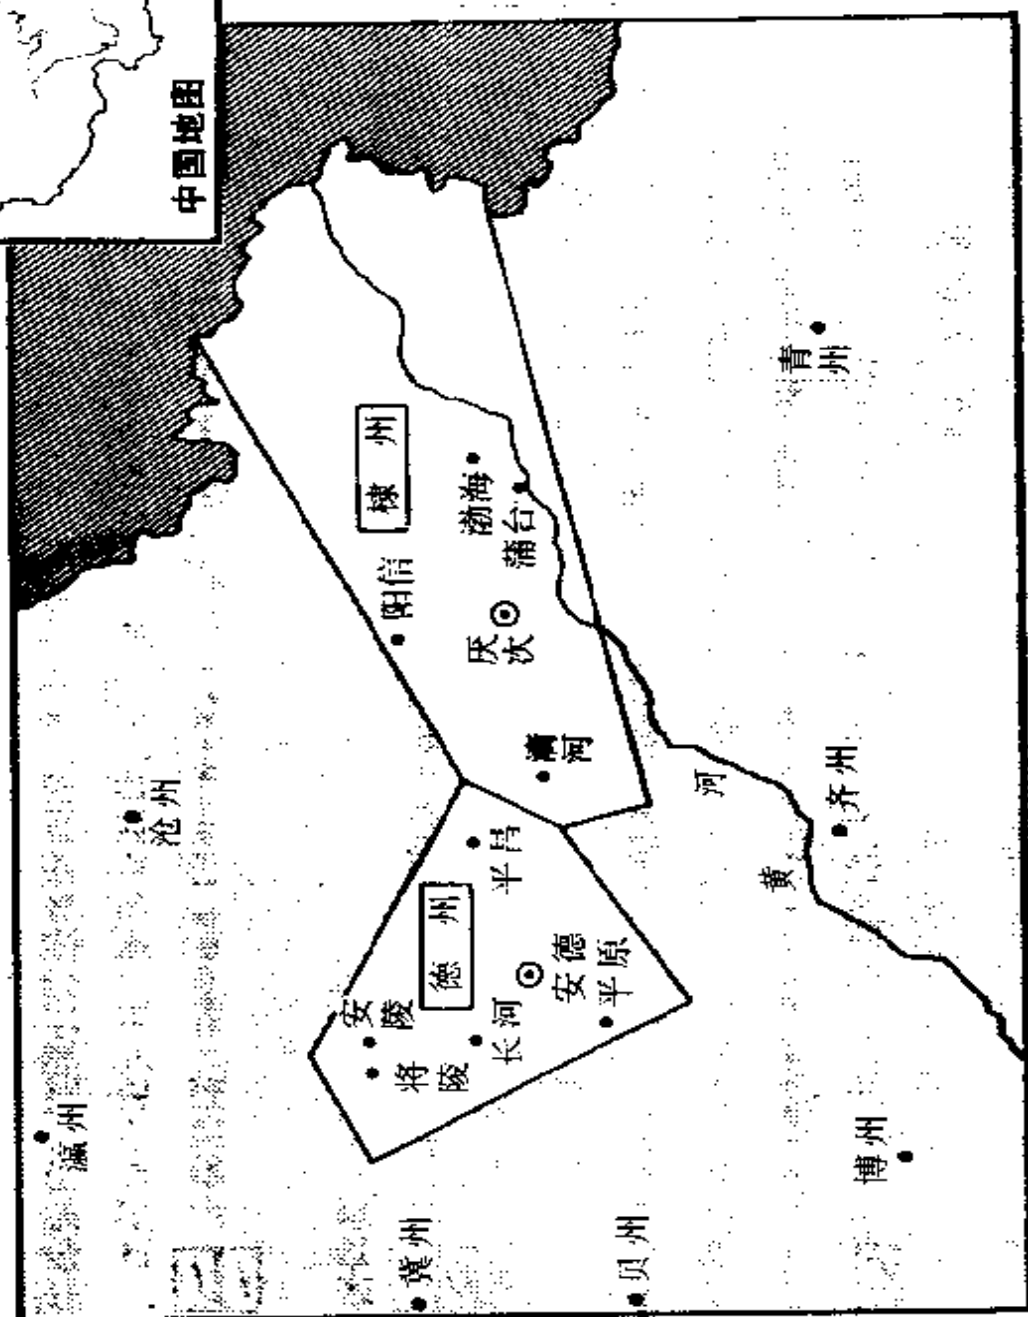 中国地图
瀛州
沧州
棣州
安陵
阳信
将陵
冀州
德州
渤海
厌次
蒲台
长河
平昌
滴河
安德
平原
贝州
河
黄
青州
齐州
博州